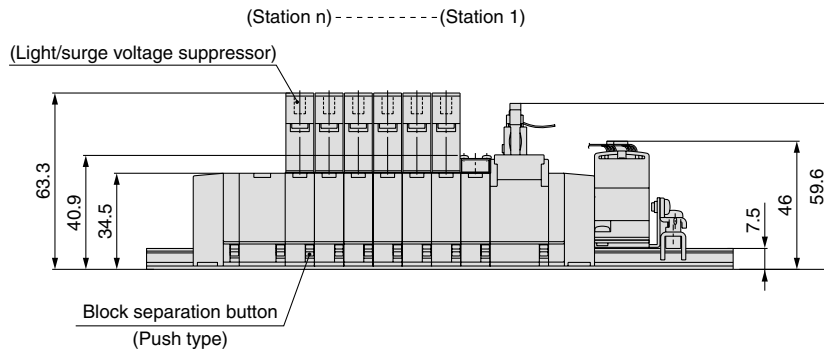 (Station n)----------(Station 1)
(Light/surge voltage suppressor)
63.3
40.9
34.5
7.5
46
59.6
Block separation button
(Push type)